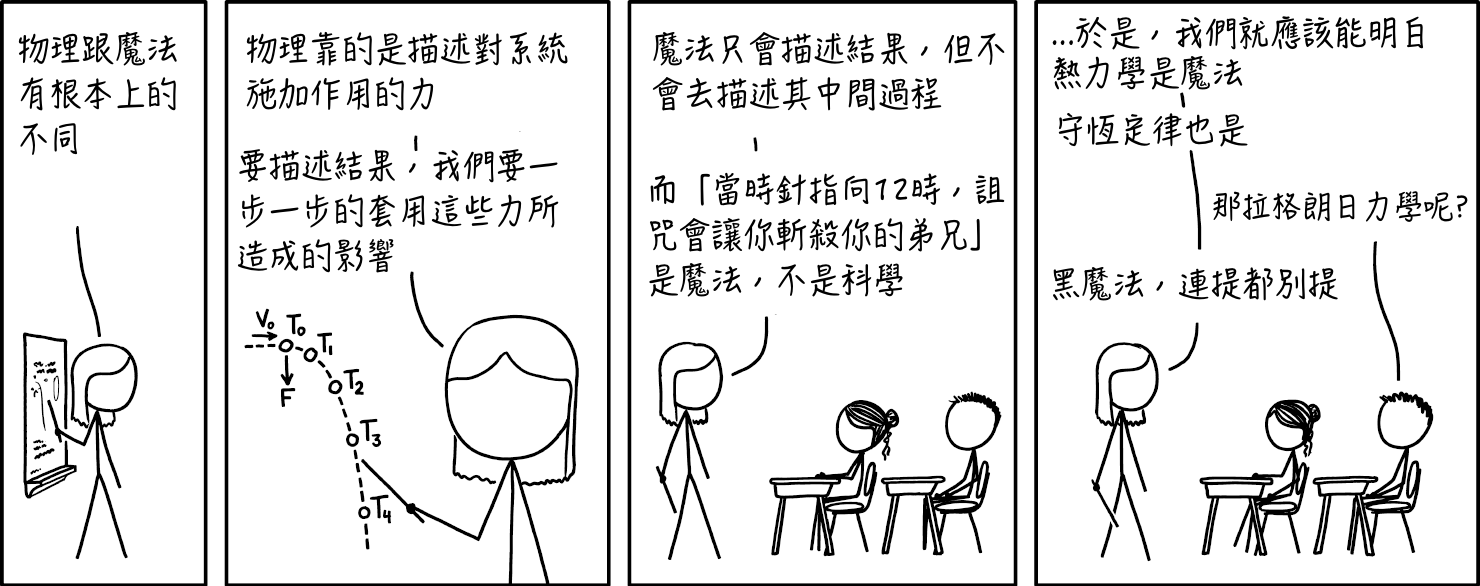 物理跟魔法
有根本上的
不同
物理靠的是描述對系統
施加作用的力
要描述結果，我們要一
步一步的套用這些力所
造成的影響
V₀ T₀
T₁
T₂
F
T₃
T₄
魔法只會描述結果，但不
會去描述其中間過程
而「當時針指向12時，詛
咒會讓你斬殺你的弟兄」
是魔法，不是科學
...於是，我們就應該能明白
熱力學是魔法
守恆定律也是
那拉格朗日力學呢?
黑魔法，連提都別提